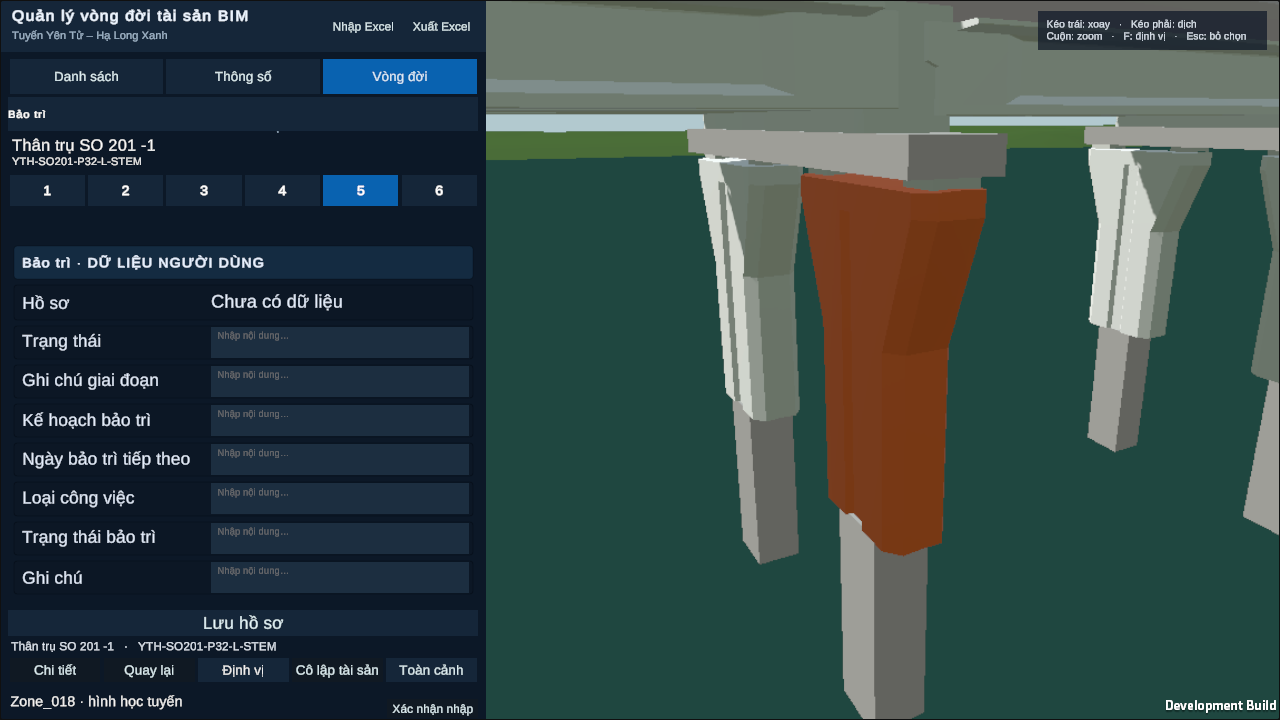 Quản lý vòng đời tài sản BIM
Tuyến Yên Tử – Hạ Long Xanh
Nhập Excel
Xuất Excel
Danh sách
Thông số
Vòng đời
Bảo trì
Thân trụ SO 201 -1
YTH-SO201-P32-L-STEM
1
2
3
4
5
6
Bảo trì · DỮ LIỆU NGƯỜI DÙNG
Hồ sơ
Chưa có dữ liệu
Trạng thái
Nhập nội dung...
Ghi chú giai đoạn
Nhập nội dung...
Kế hoạch bảo trì
Nhập nội dung...
Ngày bảo trì tiếp theo
Nhập nội dung...
Loại công việc
Nhập nội dung...
Trạng thái bảo trì
Nhập nội dung...
Ghi chú
Nhập nội dung...
Lưu hồ sơ
Thân trụ SO 201 -1 · YTH-SO201-P32-L-STEM
Chi tiết
Quay lại
Định vị
Cô lập tài sản
Toàn cảnh
Zone_018 · hình học tuyến
Xác nhận nhập
Kéo trái: xoay · Kéo phải: dịch
Cuộn: zoom · F: định vị · Esc: bỏ chọn
Development Build